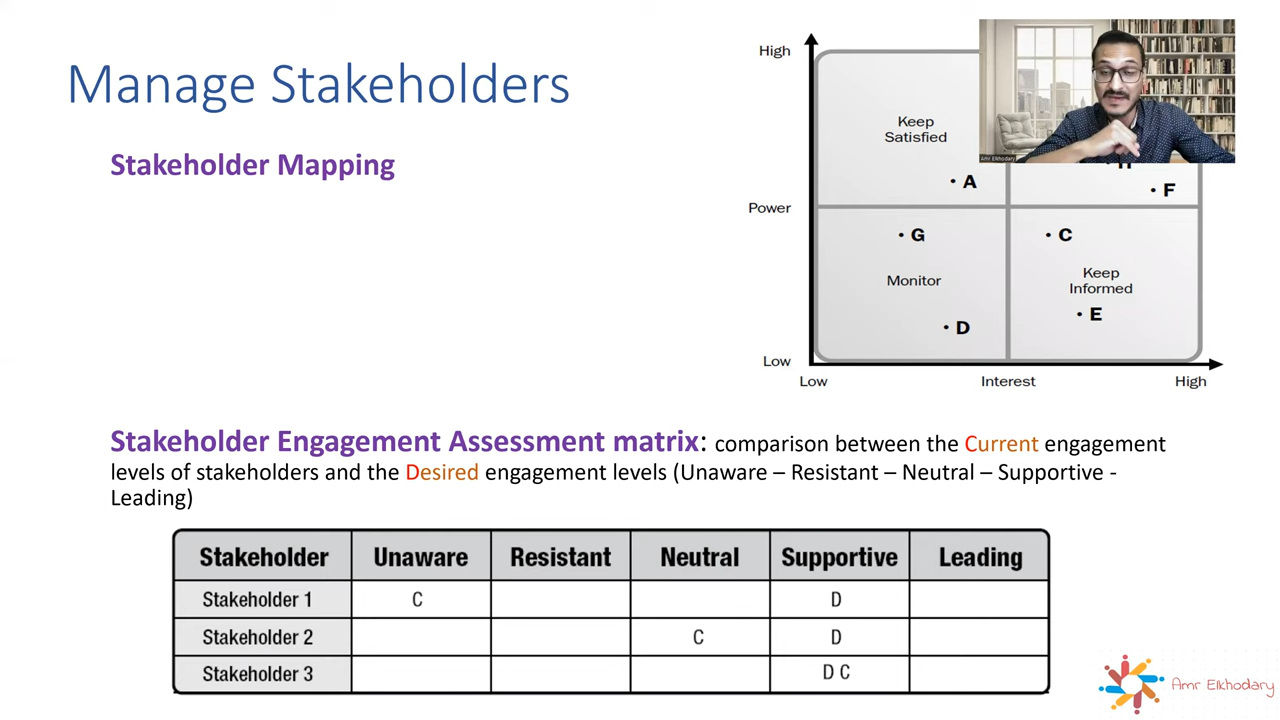 Manage Stakeholders
Stakeholder Mapping
High
Keep
Satisfied
Amr Elkhodary
• A
• F
Power
• G
• C
Monitor
Keep
Informed
• E
• D
Low
Low
Interest
High
Stakeholder Engagement Assessment matrix: comparison between the Current engagement
levels of stakeholders and the Desired engagement levels (Unaware – Resistant – Neutral – Supportive -
Leading)
Stakeholder Unaware Resistant Neutral Supportive Leading
Stakeholder 1 C D
Stakeholder 2 C D
Stakeholder 3 D C
Amr Elkhodary